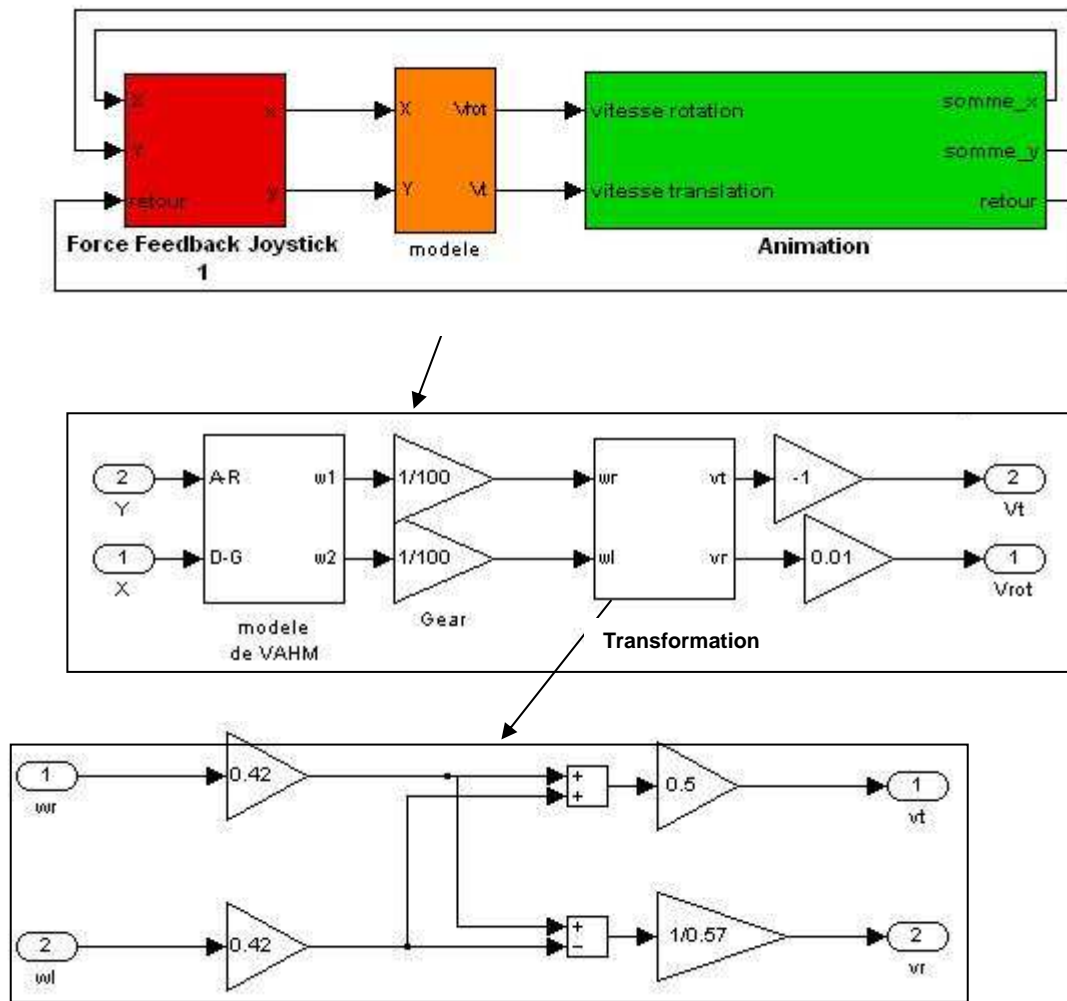 X x X Vrot vitesse rotation somme_x
Y somme_y
retour y Y Vt vitesse translation retour
Force Feedback Joystick
1
modele
Animation
2 A-R w1 1/100 wr vt -1 2
Y Vt
1 D-G w2 1/100 wl vr 0.01 1
X Vrot
modele
de VAHM
Gear
Transformation
1 0.42 + + 0.5 1
wr vt
2 0.42 + − 1/0.57 2
wl vr